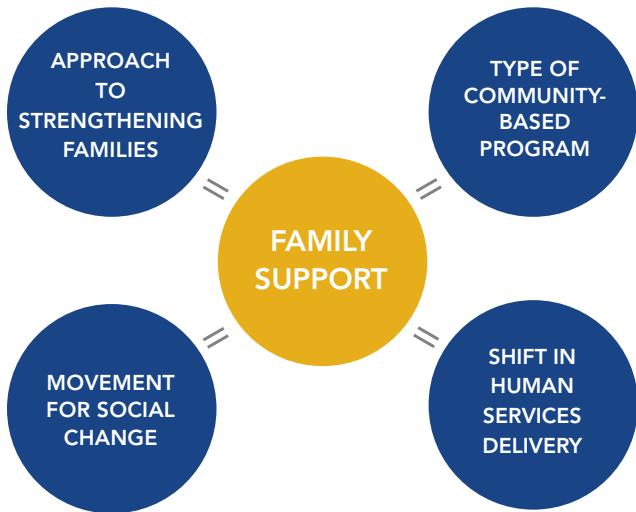 APPROACH
TO
STRENGTHENING
FAMILIES
TYPE OF
COMMUNITY-
BASED
PROGRAM
FAMILY
SUPPORT
MOVEMENT
FOR SOCIAL
CHANGE
SHIFT IN
HUMAN
SERVICES
DELIVERY